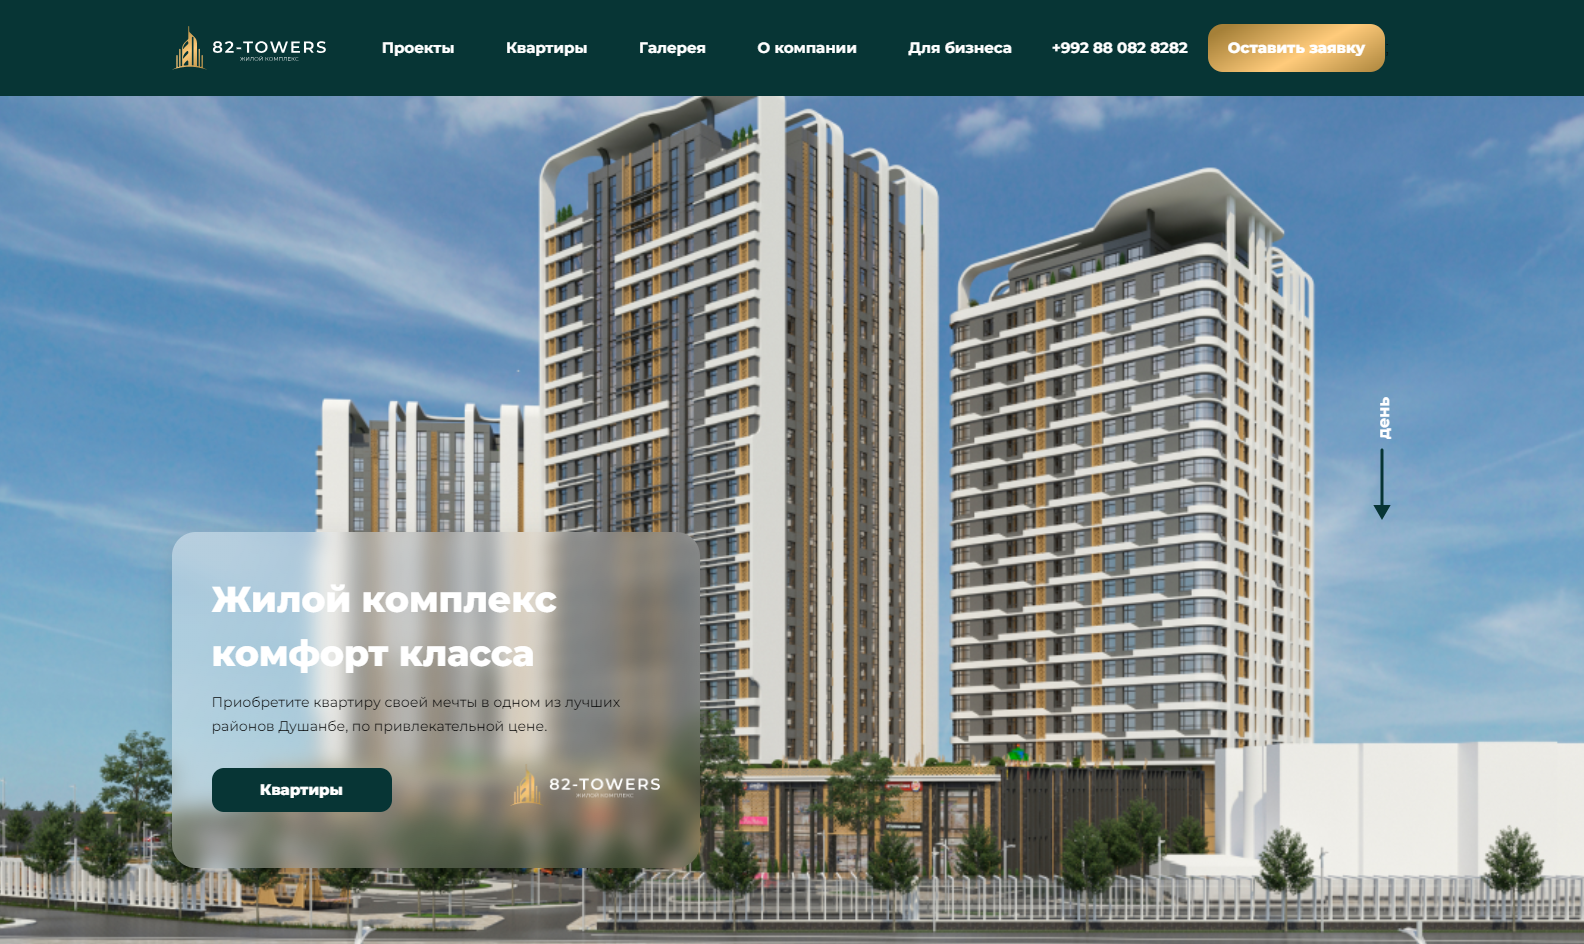 82-TOWERS
ЖИЛОЙ КОМПЛЕКС
Проекты
Квартиры
Галерея
О компании
Для бизнеса
+992 88 082 8282
Оставить заявку
день
Жилой комплекс
комфорт класса
Приобретите квартиру своей мечты в одном из лучших
районов Душанбе, по привлекательной цене.
Квартиры
82-TOWERS
ЖИЛОЙ КОМПЛЕКС